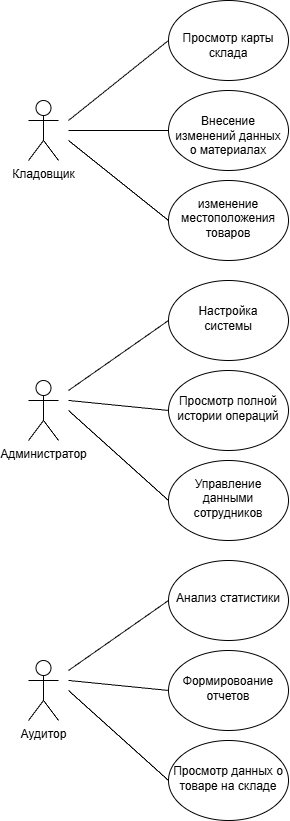 Просмотр карты
склада
Внесение
изменений данных
о материалах
Кладовщик
изменение
местоположения
товаров
Настройка
системы
Просмотр полной
истории операций
Администратор
Управление
данными
сотрудников
Анализ статистики
Формировоание
отчетов
Аудитор
Просмотр данных о
товаре на складе